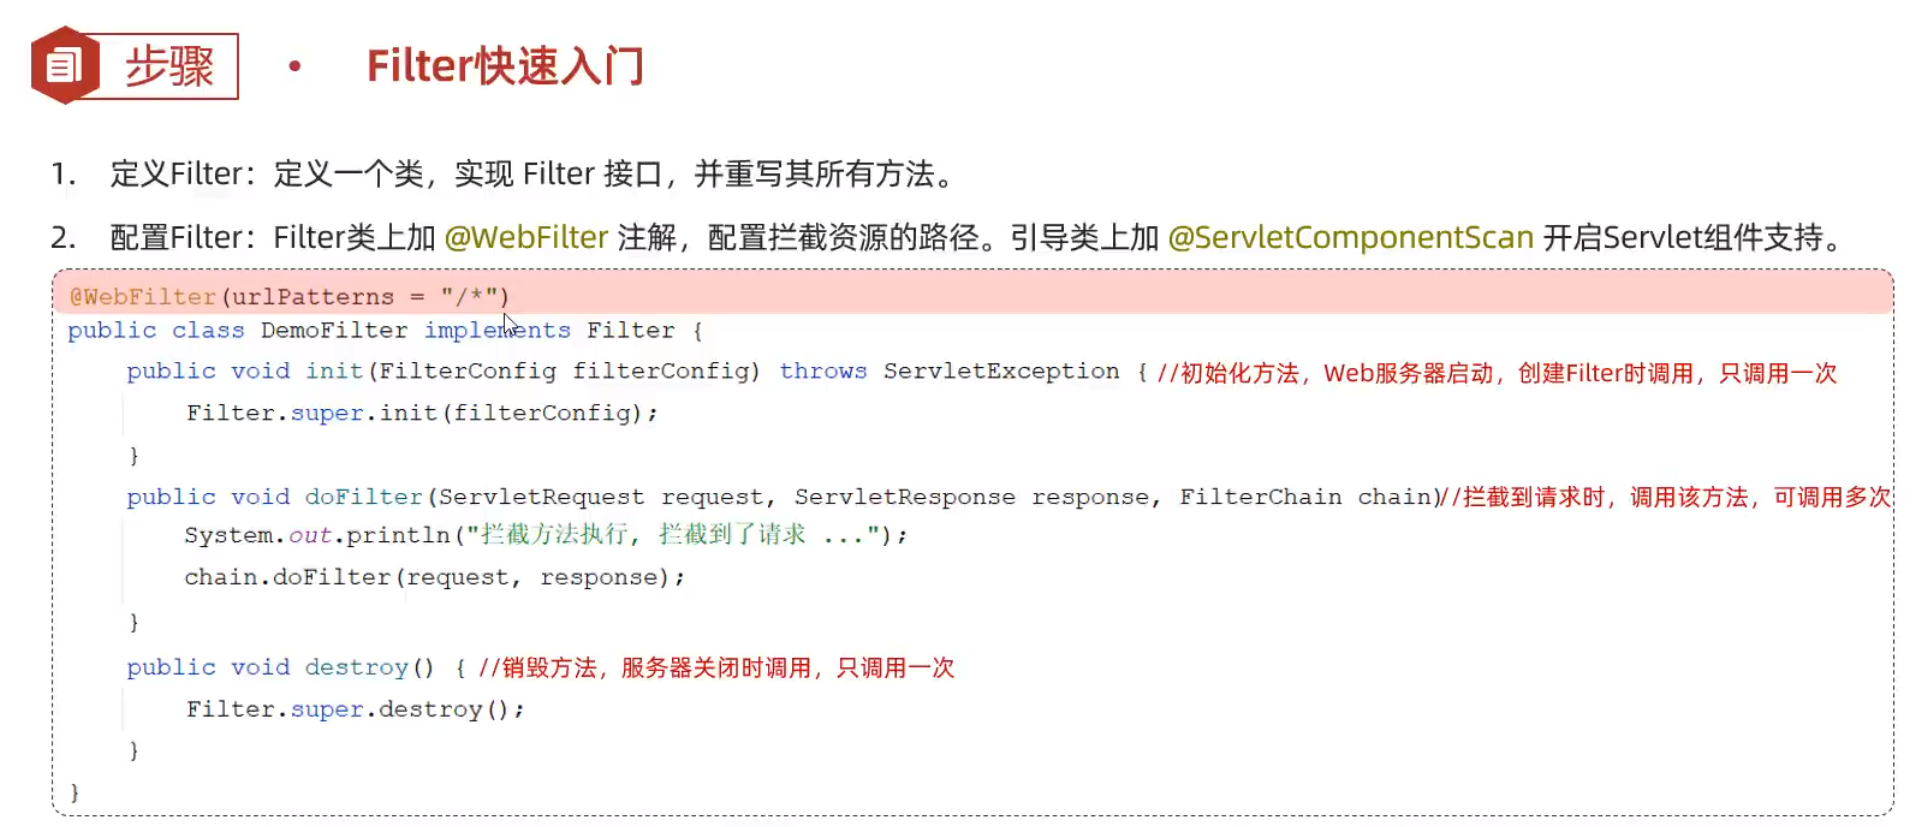 步骤 • Filter快速入门
1. 定义Filter：定义一个类，实现 Filter 接口，并重写其所有方法。
2. 配置Filter：Filter类上加 @WebFilter 注解，配置拦截资源的路径。引导类上加 @ServletComponentScan 开启Servlet组件支持。
@WebFilter(urlPatterns = "/*")
public class DemoFilter implements Filter {
public void init(FilterConfig filterConfig) throws ServletException { //初始化方法，Web服务器启动，创建Filter时调用，只调用一次
Filter.super.init(filterConfig);
}
public void doFilter(ServletRequest request, ServletResponse response, FilterChain chain)//拦截到请求时，调用该方法，可调用多次
System.out.println("拦截方法执行, 拦截到了请求 ...");
chain.doFilter(request, response);
}
public void destroy() { //销毁方法，服务器关闭时调用，只调用一次
Filter.super.destroy();
}
}